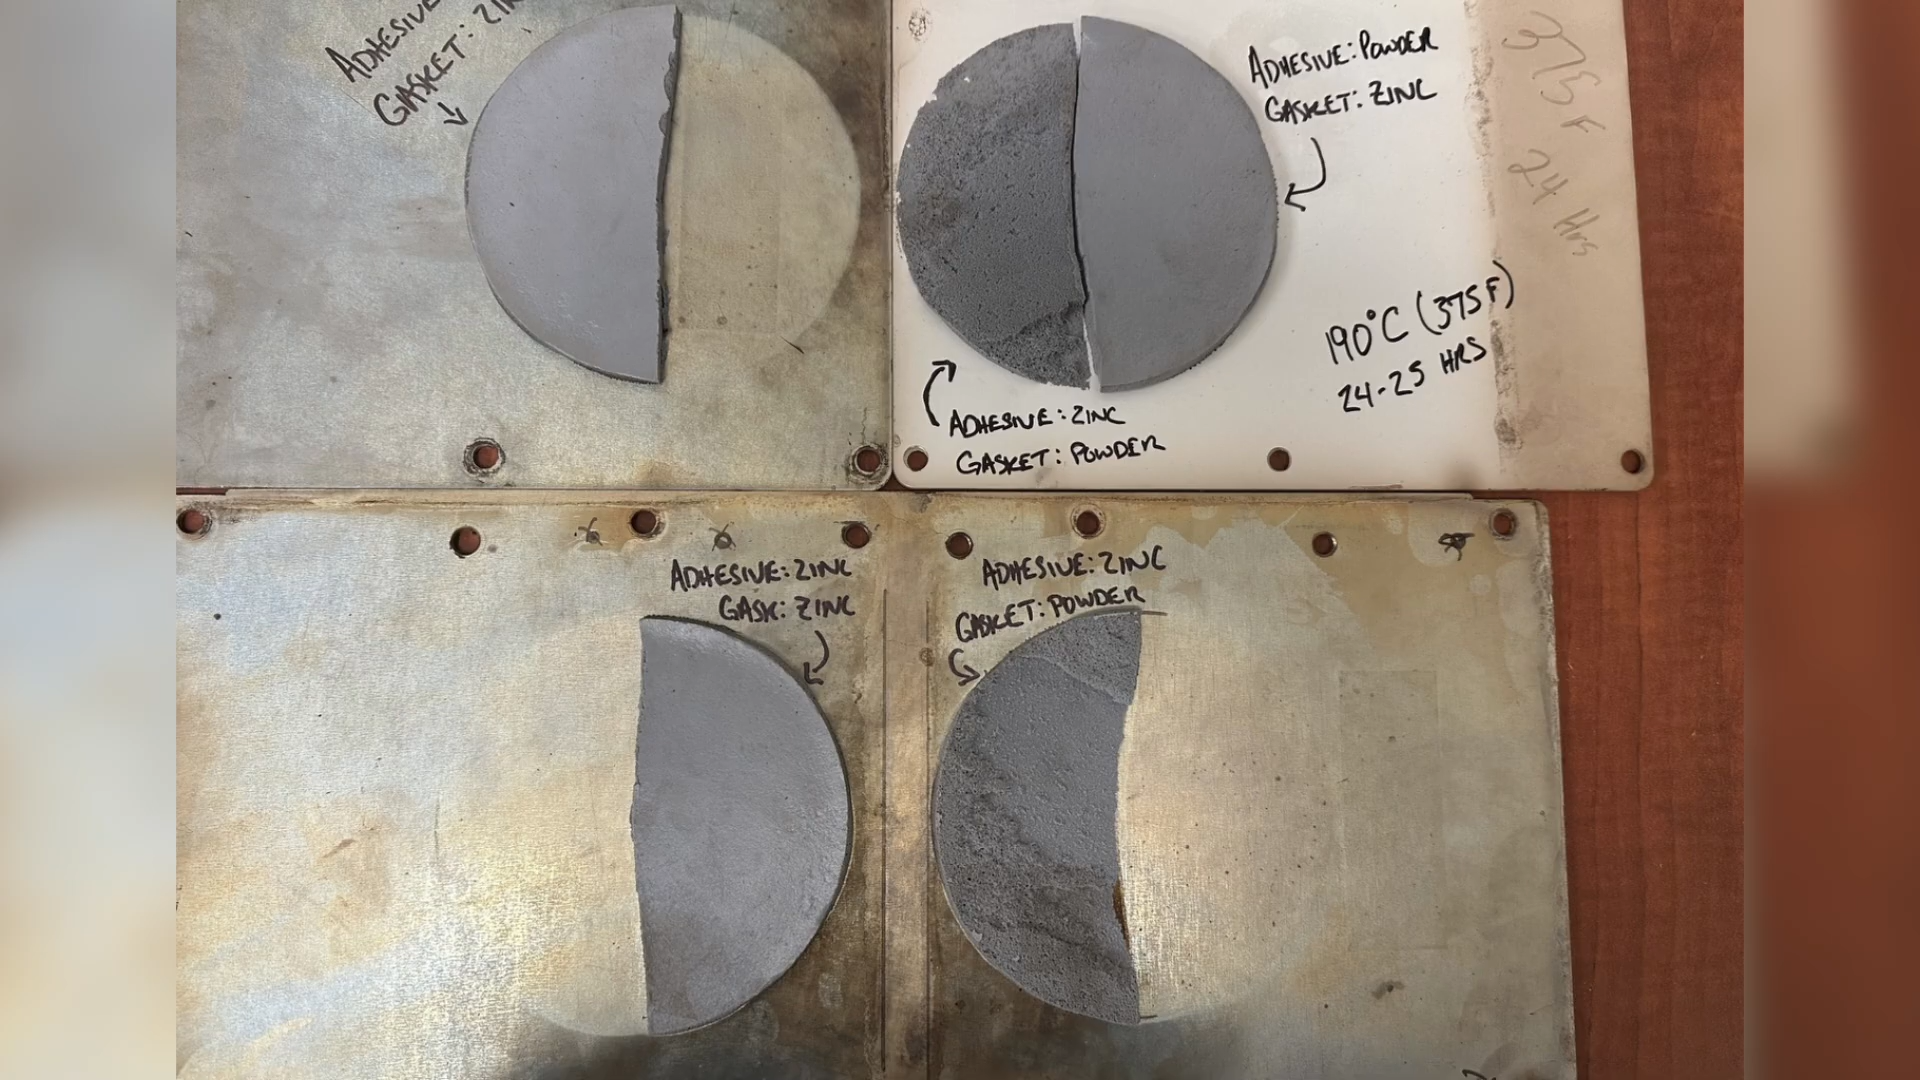 ADHESIVE:
GASKET:
ADHESIVE: POWDER
GASKET: ZINC
375 F
24 Hrs
190°C (375F)
24-25 HRS
ADHESIVE: ZINC
GASKET: POWDER
ADHESIVE: ZINC
GASK: ZINC
ADHESIVE: ZINC
GASKET: POWDER